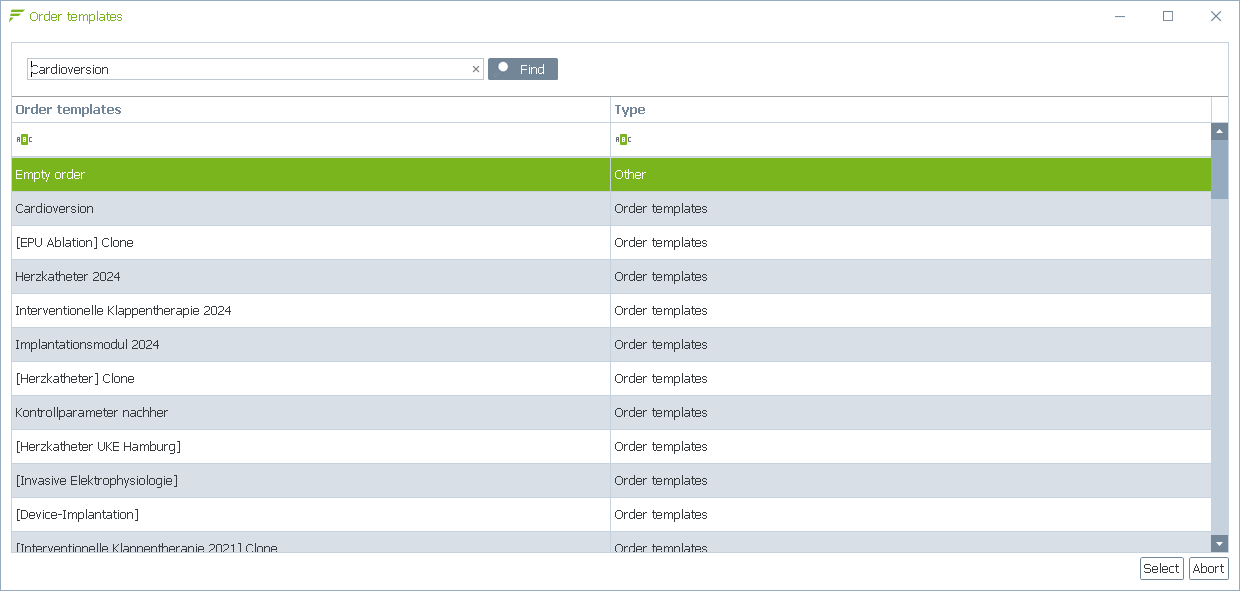 Order templates
Cardioversion
Find
Order templates Type
ABC ABC
Empty order Other
Cardioversion Order templates
[EPU Ablation] Clone Order templates
Herzkatheter 2024 Order templates
Interventionelle Klappentherapie 2024 Order templates
Implantationsmodul 2024 Order templates
[Herzkatheter] Clone Order templates
Kontrollparameter nachher Order templates
[Herzkatheter UKE Hamburg] Order templates
[Invasive Elektrophysiologie] Order templates
[Device-Implantation] Order templates
[Interventionelle Klappentherapie 2021] Clone Order templates
Select Abort